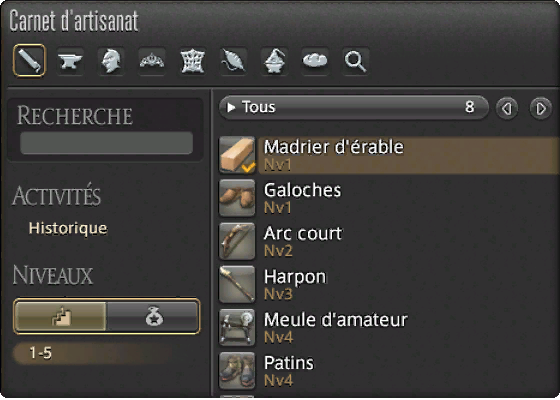 Carnet d'artisanat
RECHERCHE
ACTIVITÉS
Historique
NIVEAUX
1-5
Tous 8
Madrier d'érable
Nv1
Galoches
Nv1
Arc court
Nv2
Harpon
Nv3
Meule d'amateur
Nv4
Patins
Nv4